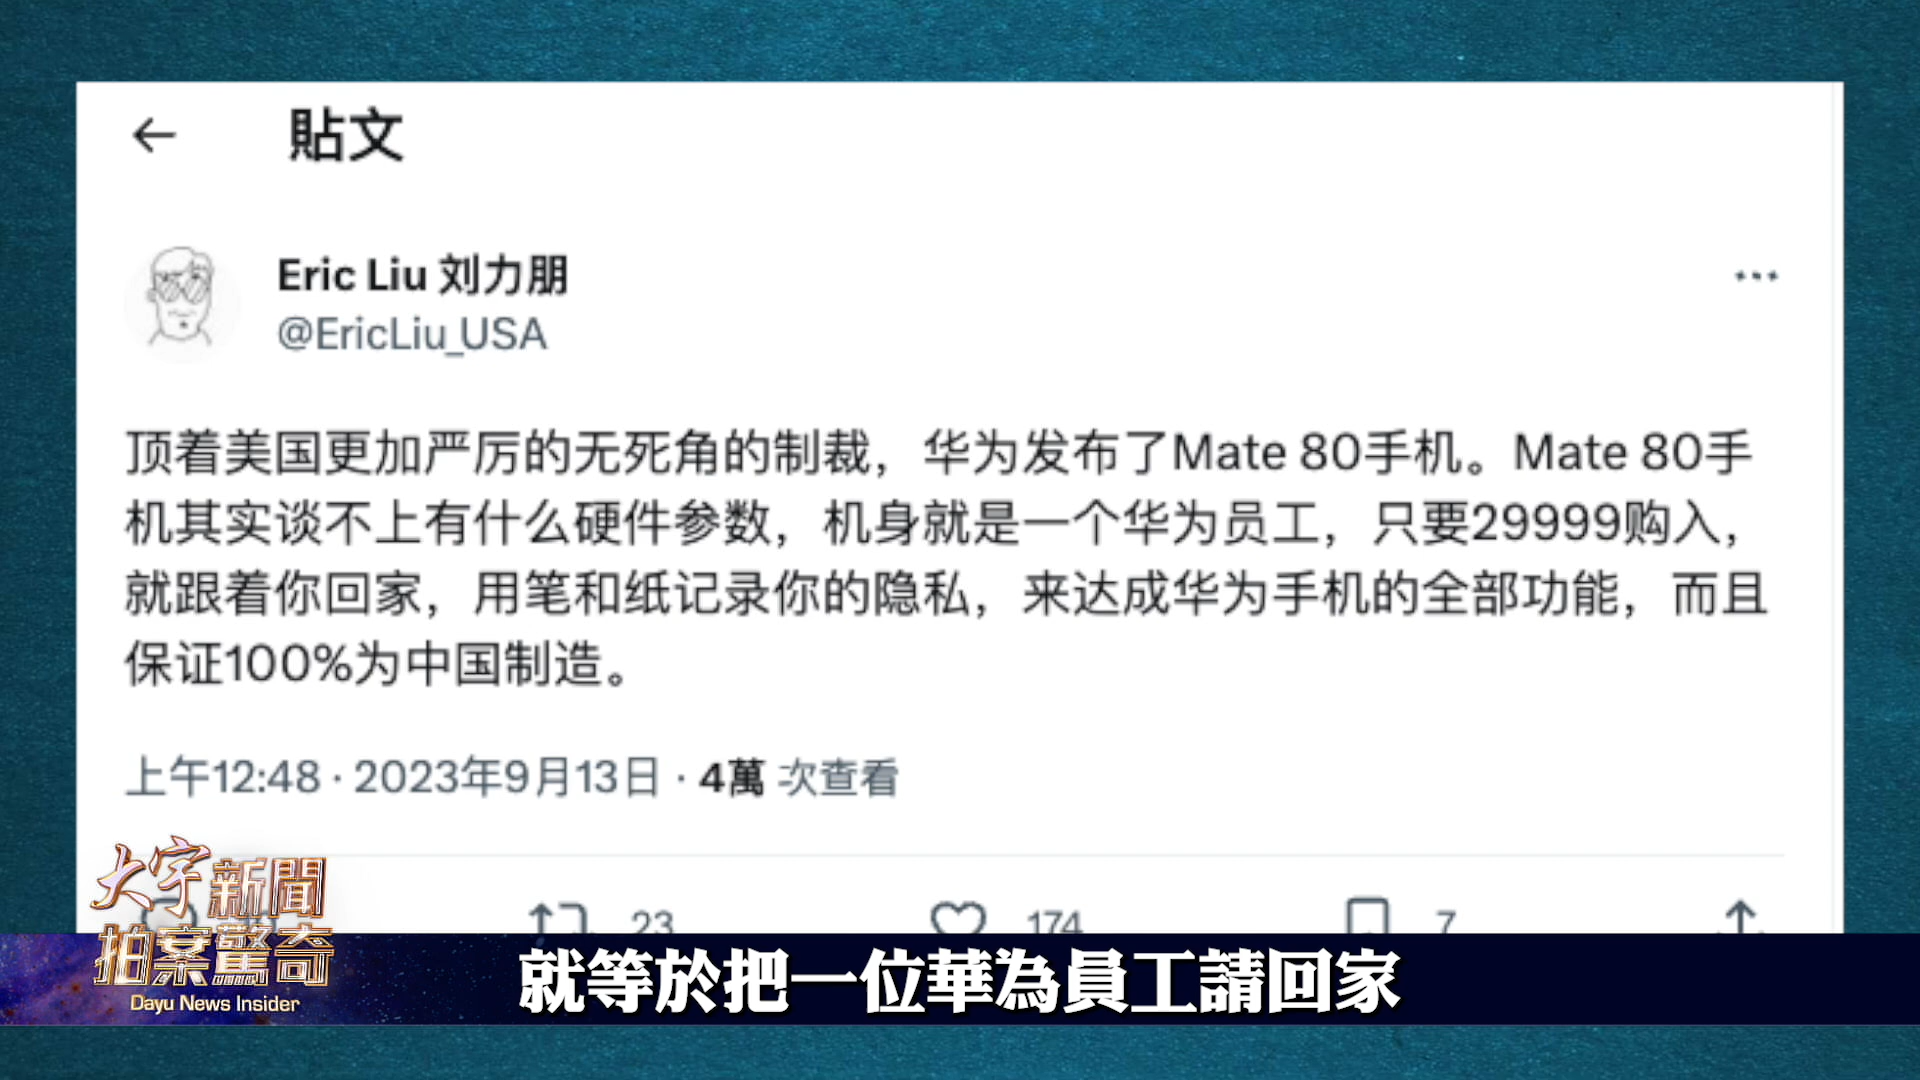 貼文
Eric Liu 刘力朋
@EricLiu_USA
顶着美国更加严厉的无死角的制裁，华为发布了Mate 80手机。Mate 80手
机其实谈不上有什么硬件参数，机身就是一个华为员工，只要29999购入，
就跟着你回家，用笔和纸记录你的隐私，来达成华为手机的全部功能，而且
保证100%为中国制造。
上午12:48 · 2023年9月13日 · 4萬 次查看
23 174 7
大宇新聞
拍案驚奇
Dayu News Insider
就等於把一位華為員工請回家